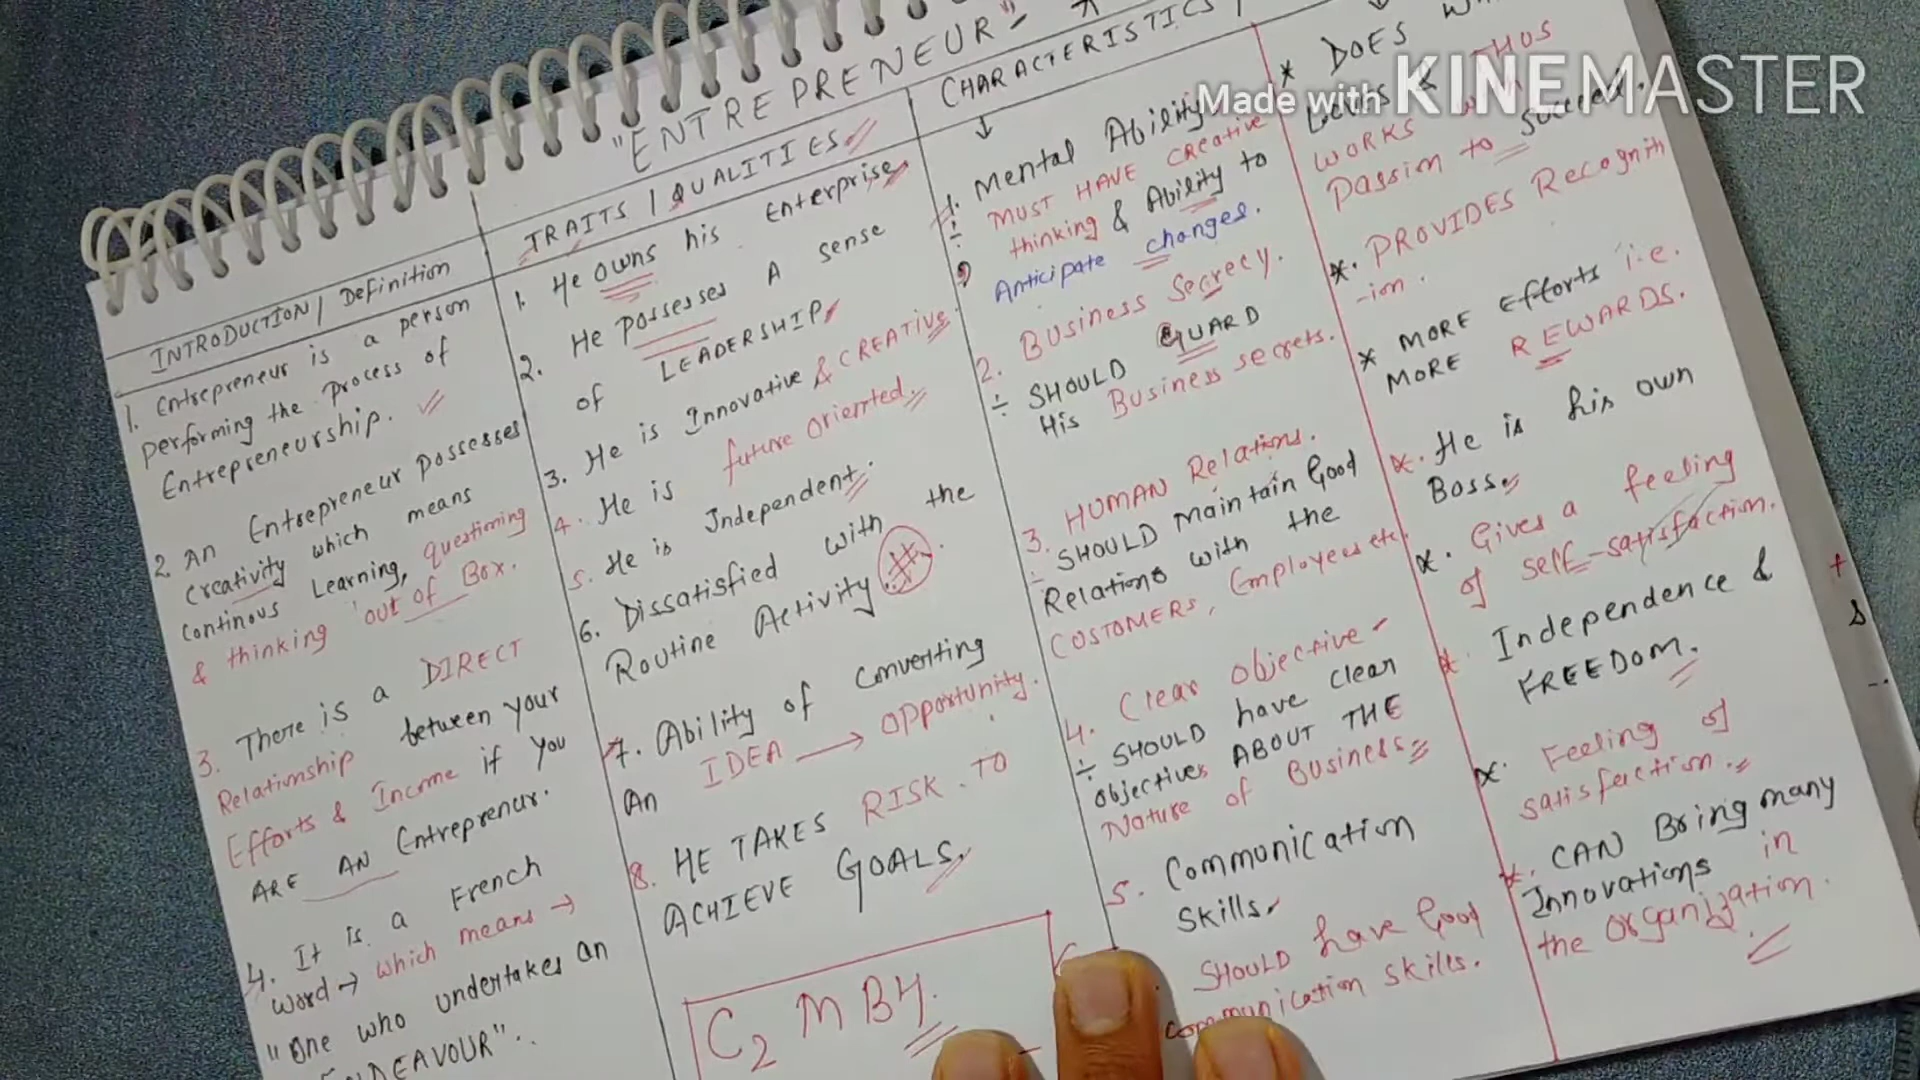 "ENTREPRENEUR"-
INTRODUCTION/ Definition
1. Entrepreneur is a person
performing the process of
Entrepreneurship.
2. An Entrepreneur possesses
creativity which means
continous Learning, questioning
& thinking 'out of Box.
3. There is a DIRECT
Relationship between your
Efforts & Income if you
ARE AN Entreprenur.
4. It is a French
word → which means →
"One who undertakes an
ENDEAVOUR".
TRAITS / QUALITIES
1. He owns his Enterprise
2. He possesses A sense
of LEADERSHIP
3. He is Innovative & CREATIVE.
4. He is future oriented.
5. He is Independent.
6. Dissatisfied with the
Routine Activity
7. Ability of Converting
An IDEA → opportunity.
8. HE TAKES RISK TO
ACHIEVE GOALS.
C2 MBY.
CHARACTERISTICS
1. Mental Ability
÷ MUST HAVE CREATIVE
thinking & Ability to
Anticipate changes.
2. Business Secrecy.
÷ SHOULD GUARD
His Business secrets.
3. HUMAN Relations.
÷ SHOULD maintain Good
Relations with the
COSTOMERS, Employees etc.
4. Clear objective-
÷ SHOULD have clear
objectives ABOUT THE
Nature of Business
5. Communication
skills.
SHOULD have Good
communication skills.
* DOES
WORKS
Passion to succeed.
*. PROVIDES Recognit
-ion.
* MORE Efforts i.e.
MORE REWARDS.
*. He is his own
Boss.
*. Gives a feeling
of self-satisfaction.
*. Independence &
FREEDOM.
*. Feeling of
satisfaction.
*. CAN Bring many
Innovations in
the Organization.
Made with KINEMASTER